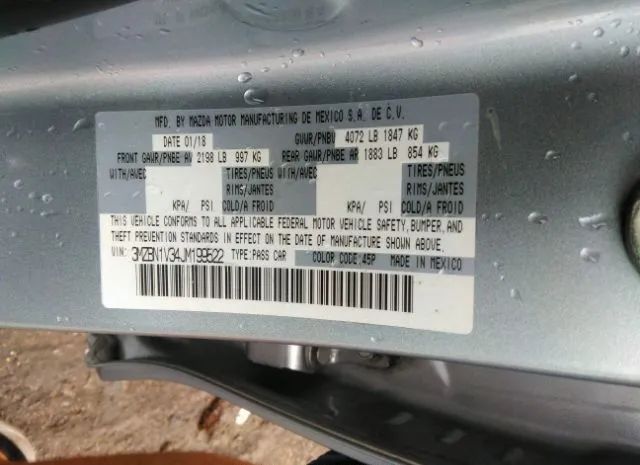 MFD. BY MAZDA MOTOR MANUFACTURING DE MEXICO S.A. DE C.V.
DATE 01/18 GVWR/PNBV 4072 LB 1847 KG
FRONT GAWR/PNBE AV 2198 LB 997 KG REAR GAWR/PNBE AR 1883 LB 854 KG
WITH/AVEC TIRES/PNEUS WITH/AVEC TIRES/PNEUS
RIMS/JANTES RIMS/JANTES
KPA/ PSI COLD/A FROID KPA/ PSI COLD/A FROID
THIS VEHICLE CONFORMS TO ALL APPLICABLE FEDERAL MOTOR VEHICLE SAFETY, BUMPER, AND
THEFT PREVENTION STANDARDS IN EFFECT ON THE DATE OF MANUFACTURE SHOWN ABOVE.
VIN: 3MZBN1V34JM199522 TYPE:PASS CAR COLOR CODE:45P MADE IN MEXICO